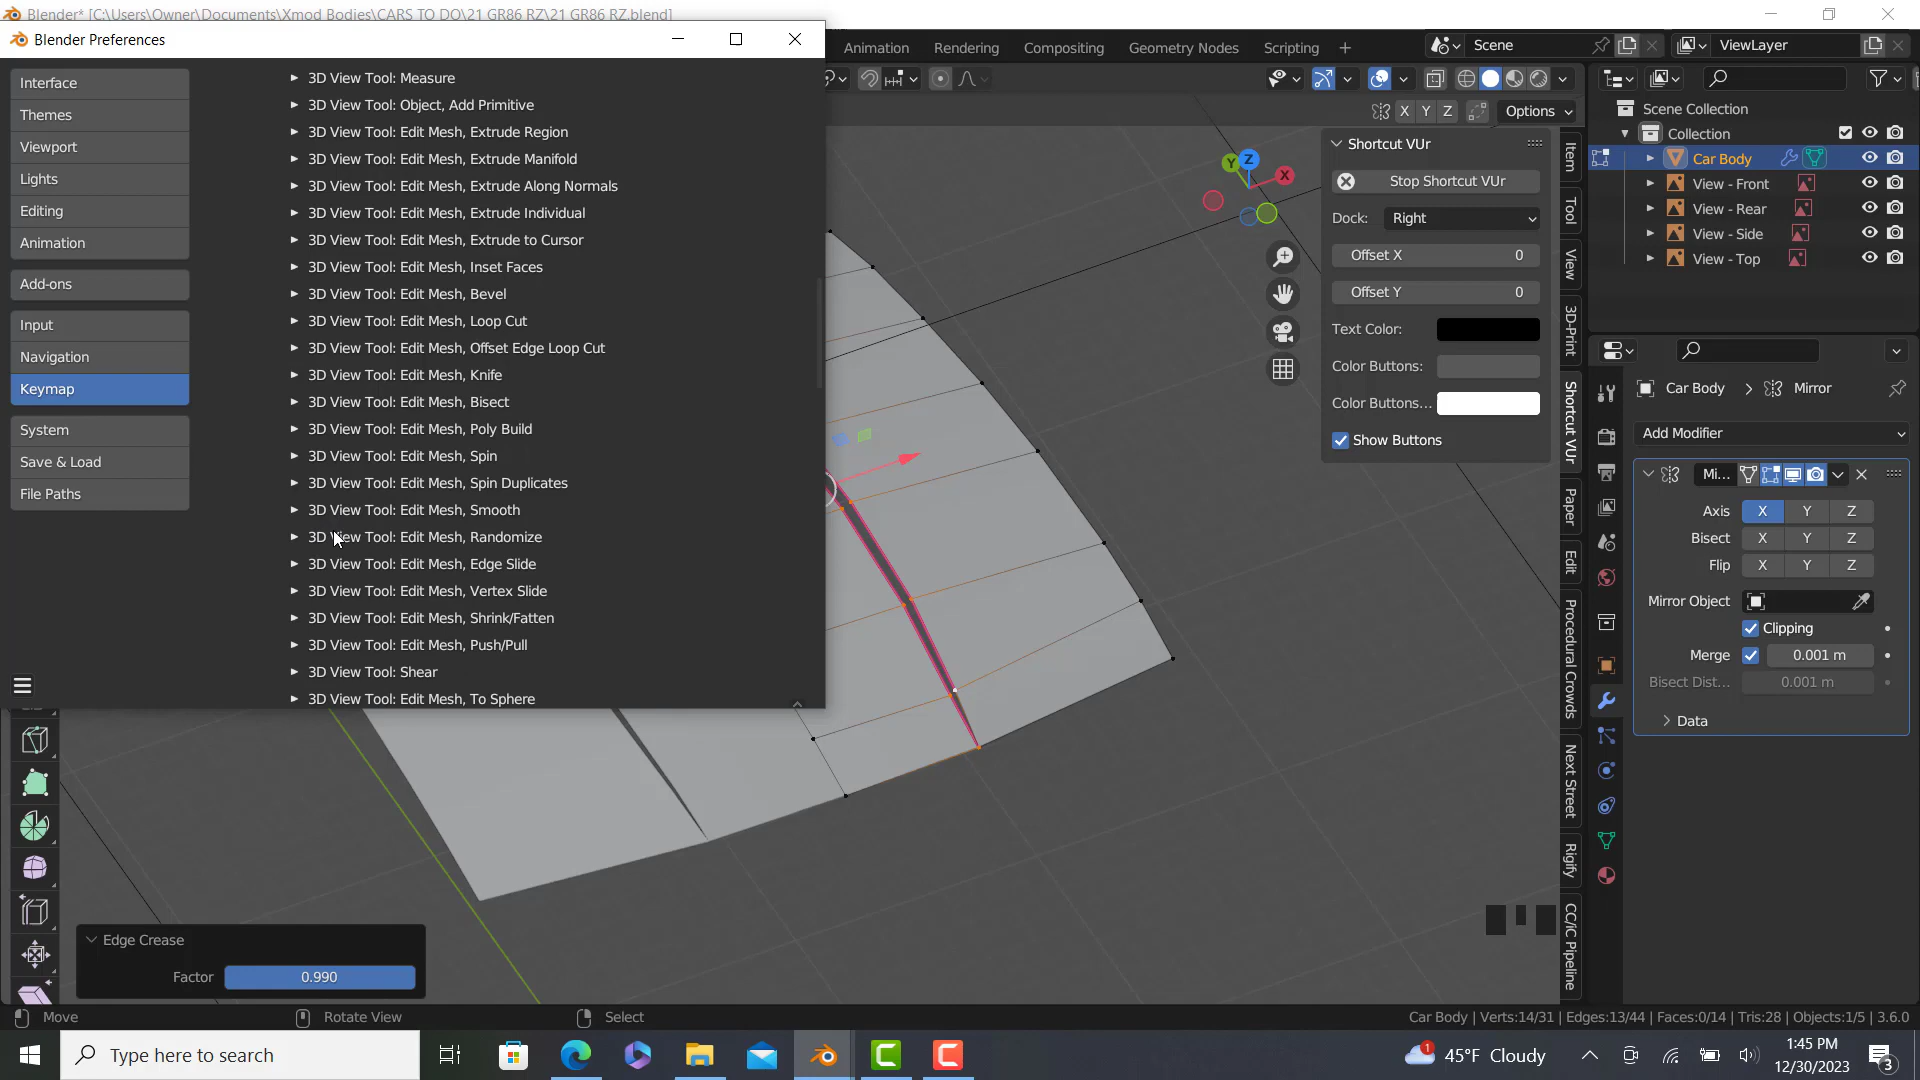 Blender* [C:\Users\Owner\Documents\Xmod Bodies\CARS TO DO\21 GR86 RZ\21 GR86 RZ.blend]
Blender Preferences
Animation Rendering Compositing Geometry Nodes Scripting
Scene
ViewLayer
Interface
Themes
Viewport
Lights
Editing
Animation
Add-ons
Input
Navigation
Keymap
System
Save & Load
File Paths
3D View Tool: Measure
3D View Tool: Object, Add Primitive
3D View Tool: Edit Mesh, Extrude Region
3D View Tool: Edit Mesh, Extrude Manifold
3D View Tool: Edit Mesh, Extrude Along Normals
3D View Tool: Edit Mesh, Extrude Individual
3D View Tool: Edit Mesh, Extrude to Cursor
3D View Tool: Edit Mesh, Inset Faces
3D View Tool: Edit Mesh, Bevel
3D View Tool: Edit Mesh, Loop Cut
3D View Tool: Edit Mesh, Offset Edge Loop Cut
3D View Tool: Edit Mesh, Knife
3D View Tool: Edit Mesh, Bisect
3D View Tool: Edit Mesh, Poly Build
3D View Tool: Edit Mesh, Spin
3D View Tool: Edit Mesh, Spin Duplicates
3D View Tool: Edit Mesh, Smooth
3D View Tool: Edit Mesh, Randomize
3D View Tool: Edit Mesh, Edge Slide
3D View Tool: Edit Mesh, Vertex Slide
3D View Tool: Edit Mesh, Shrink/Fatten
3D View Tool: Edit Mesh, Push/Pull
3D View Tool: Shear
3D View Tool: Edit Mesh, To Sphere
X Y Z Options
Y Z X
Shortcut VUr
Stop Shortcut VUr
Dock: Right
Offset X 0
Offset Y 0
Text Color:
Color Buttons:
Color Buttons...
Show Buttons
Item
Tool
View
3D-Print
Shortcut VUr
Paper
Edit
Procedural Crowds
Next Street
Rigify
CC/iC Pipeline
Scene Collection
Collection
Car Body
View - Front
View - Rear
View - Side
View - Top
Car Body > Mirror
Add Modifier
Mi...
Axis X Y Z
Bisect X Y Z
Flip X Y Z
Mirror Object
Clipping
Merge 0.001 m
Bisect Dist... 0.001 m
Data
Edge Crease
Factor 0.990
Move Rotate View Select
Car Body | Verts:14/31 | Edges:13/44 | Faces:0/14 | Tris:28 | Objects:1/5 | 3.6.0
Type here to search
1
45°F Cloudy
1:45 PM
12/30/2023
3